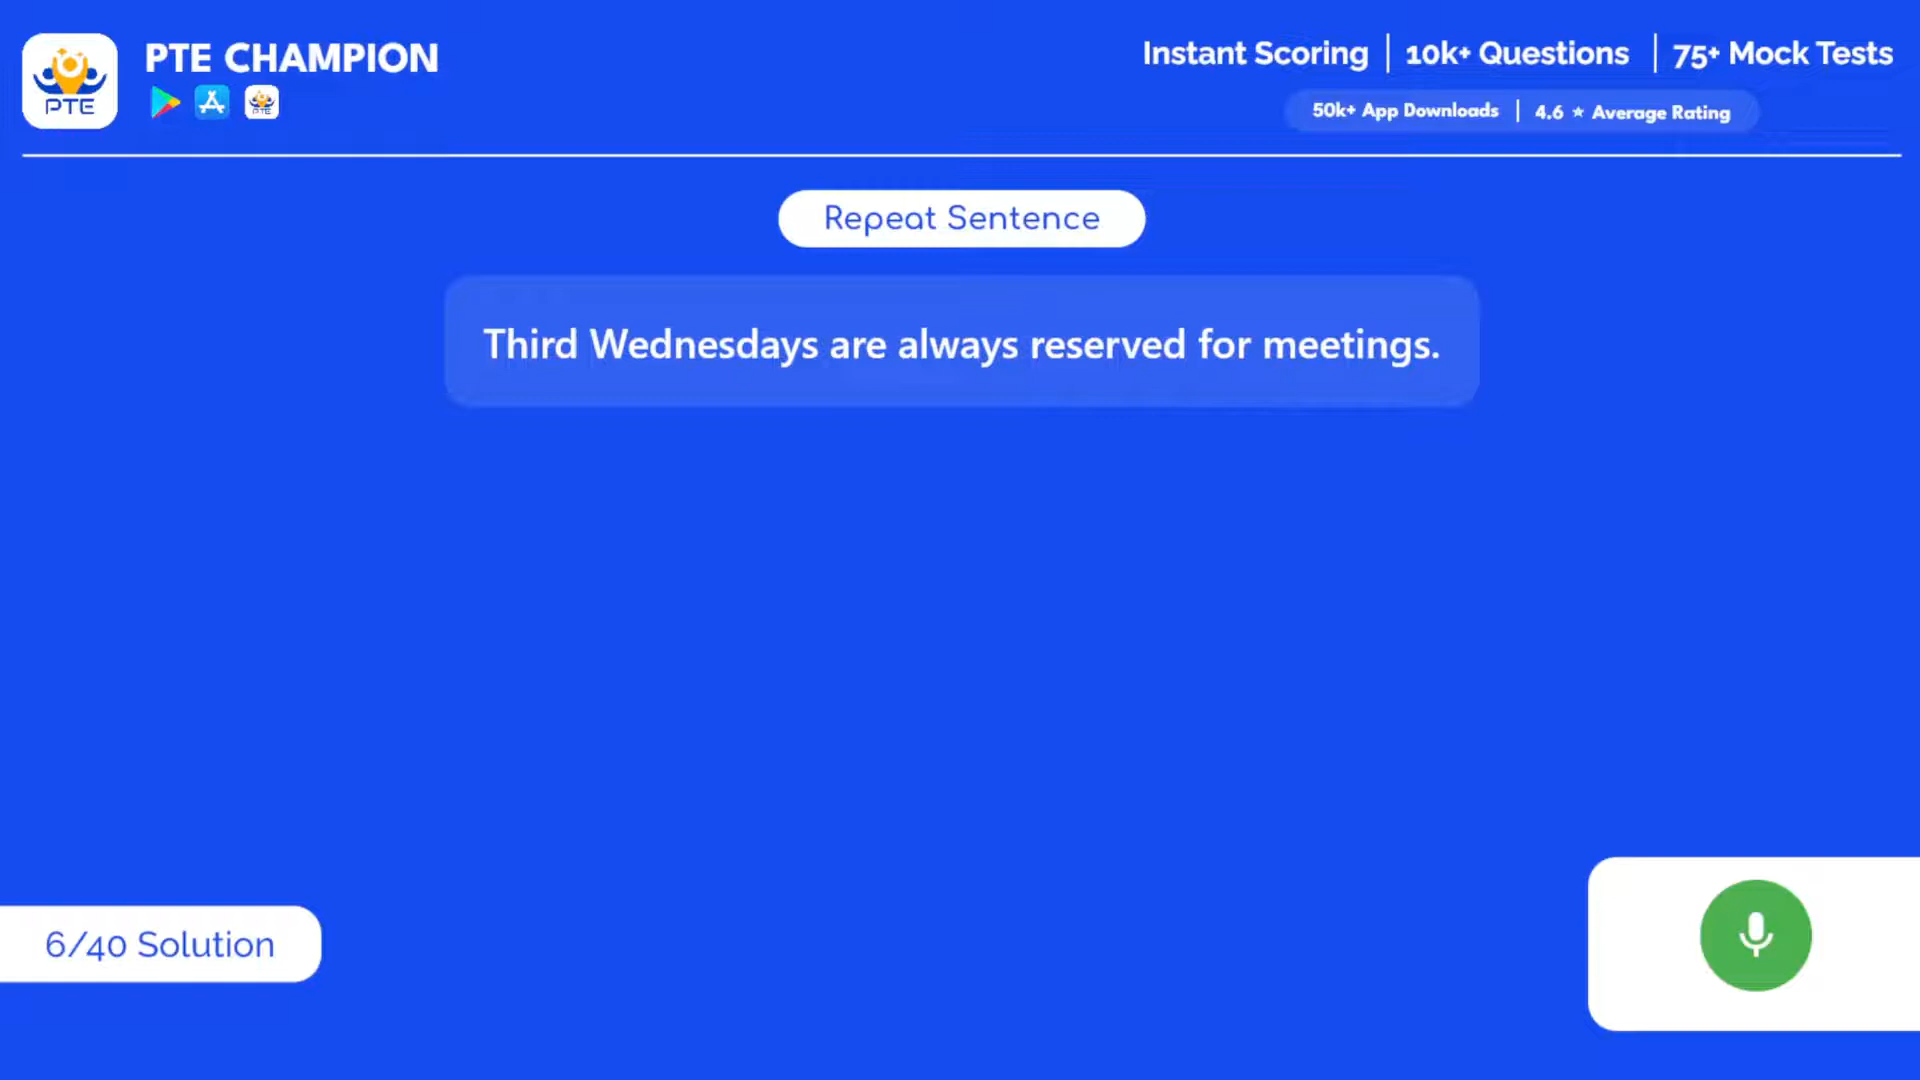 PTE CHAMPION
PTE
PTE
Instant Scoring | 10k+ Questions | 75+ Mock Tests
50k+ App Downloads | 4.6 ★ Average Rating
Repeat Sentence
Third Wednesdays are always reserved for meetings.
6/40 Solution